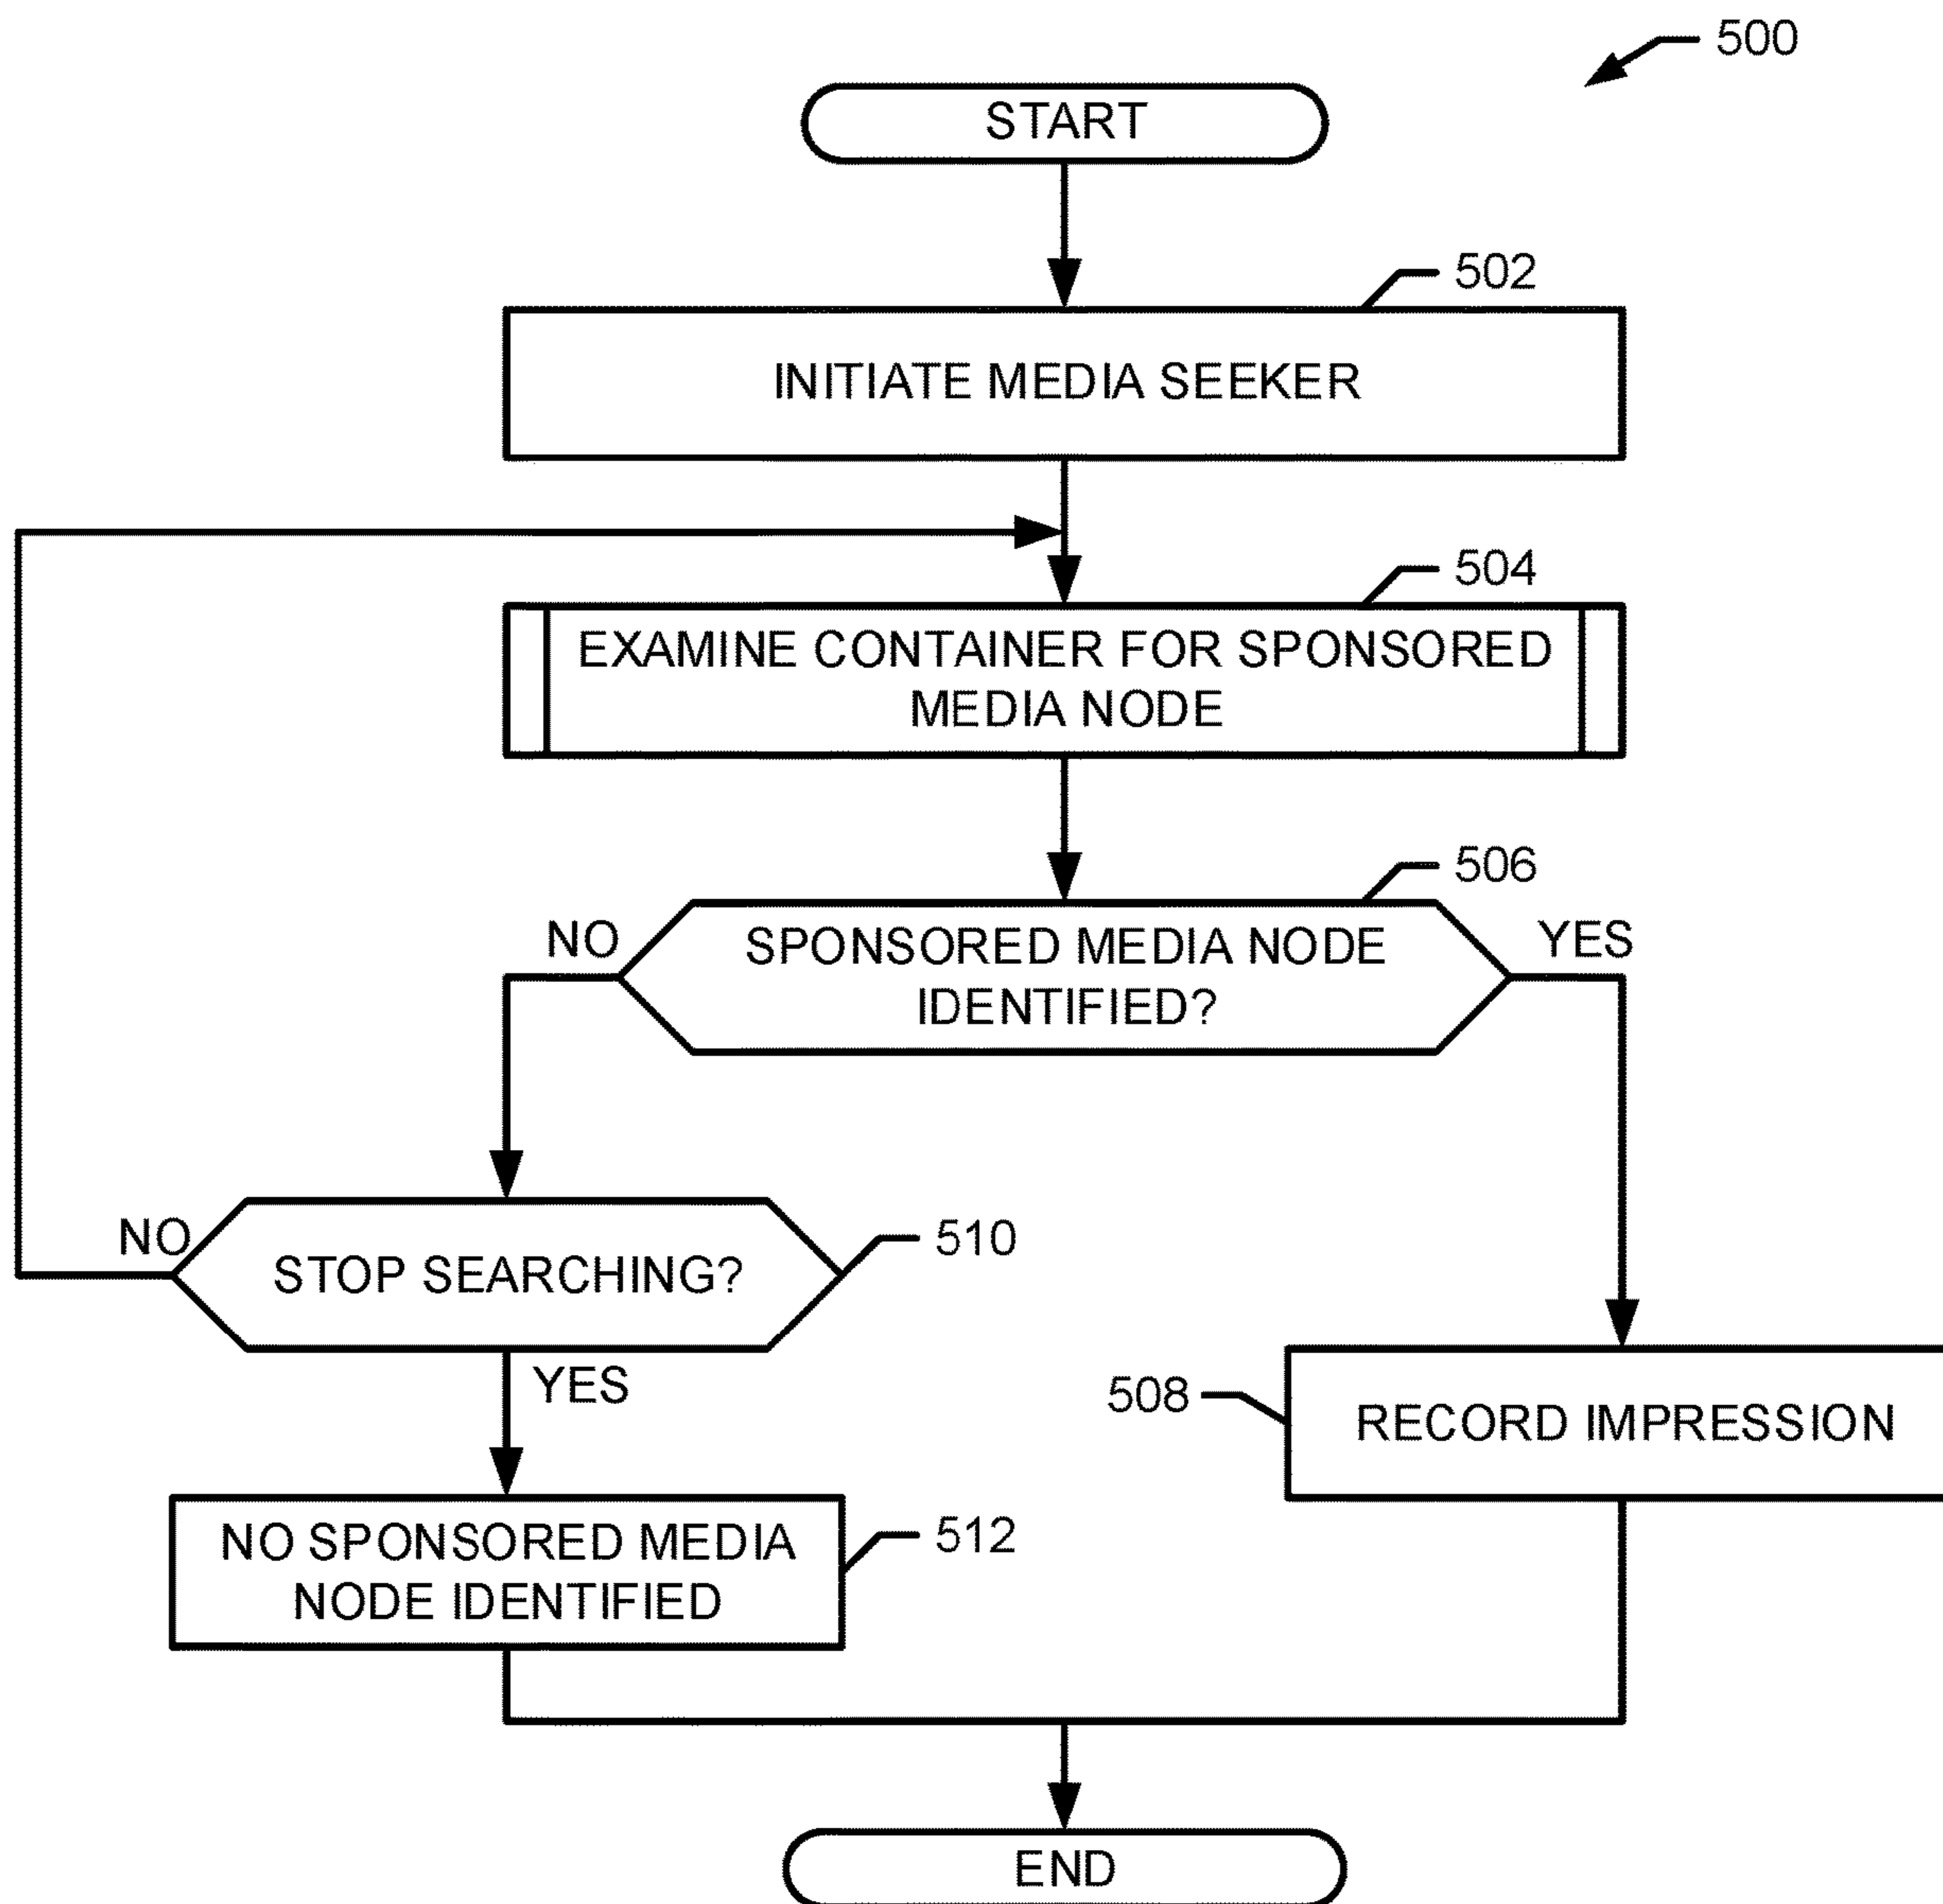 500
START
502
INITIATE MEDIA SEEKER
504
EXAMINE CONTAINER FOR SPONSORED
MEDIA NODE
506
NO
SPONSORED MEDIA NODE
IDENTIFIED?
YES
NO
STOP SEARCHING?
510
YES
508
RECORD IMPRESSION
NO SPONSORED MEDIA
NODE IDENTIFIED
512
END